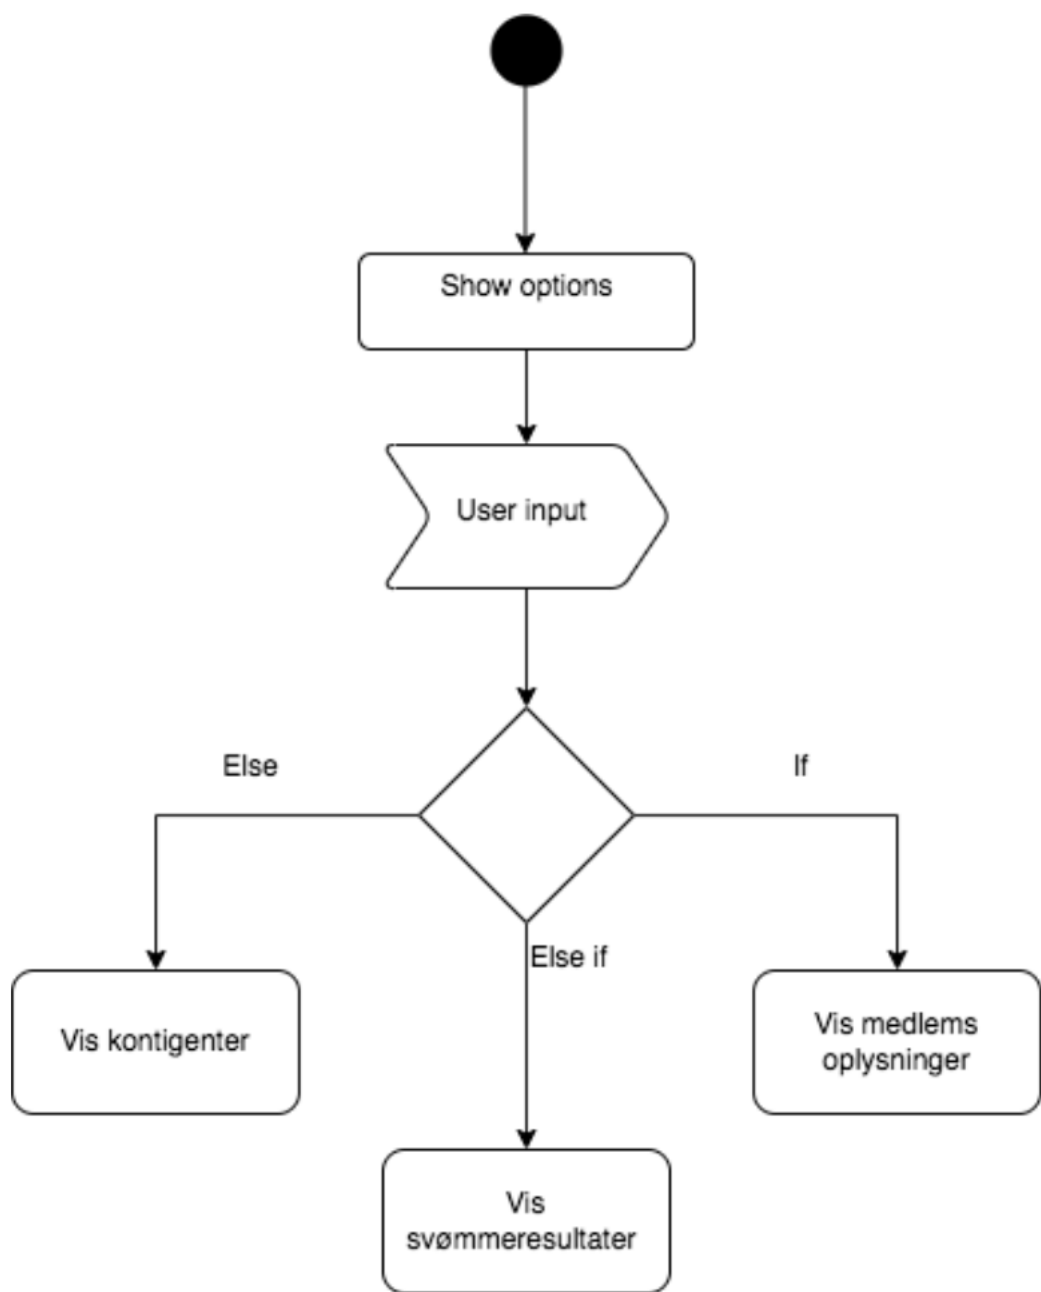 Show options
User input
Else
If
Else if
Vis kontigenter
Vis medlems
oplysninger
Vis
svømmeresultater